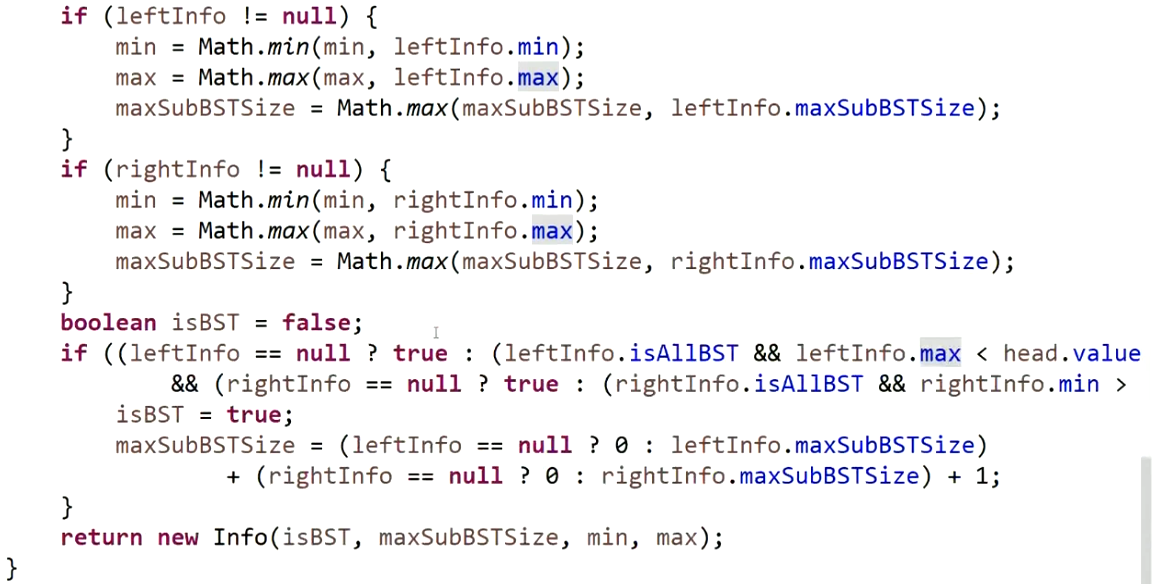 if (leftInfo != null) {
min = Math.min(min, leftInfo.min);
max = Math.max(max, leftInfo.max);
maxSubBSTSize = Math.max(maxSubBSTSize, leftInfo.maxSubBSTSize);
}
if (rightInfo != null) {
min = Math.min(min, rightInfo.min);
max = Math.max(max, rightInfo.max);
maxSubBSTSize = Math.max(maxSubBSTSize, rightInfo.maxSubBSTSize);
}
boolean isBST = false;
if ((leftInfo == null ? true : (leftInfo.isAllBST && leftInfo.max < head.value
&& (rightInfo == null ? true : (rightInfo.isAllBST && rightInfo.min >
isBST = true;
maxSubBSTSize = (leftInfo == null ? 0 : leftInfo.maxSubBSTSize)
+ (rightInfo == null ? 0 : rightInfo.maxSubBSTSize) + 1;
}
return new Info(isBST, maxSubBSTSize, min, max);
}